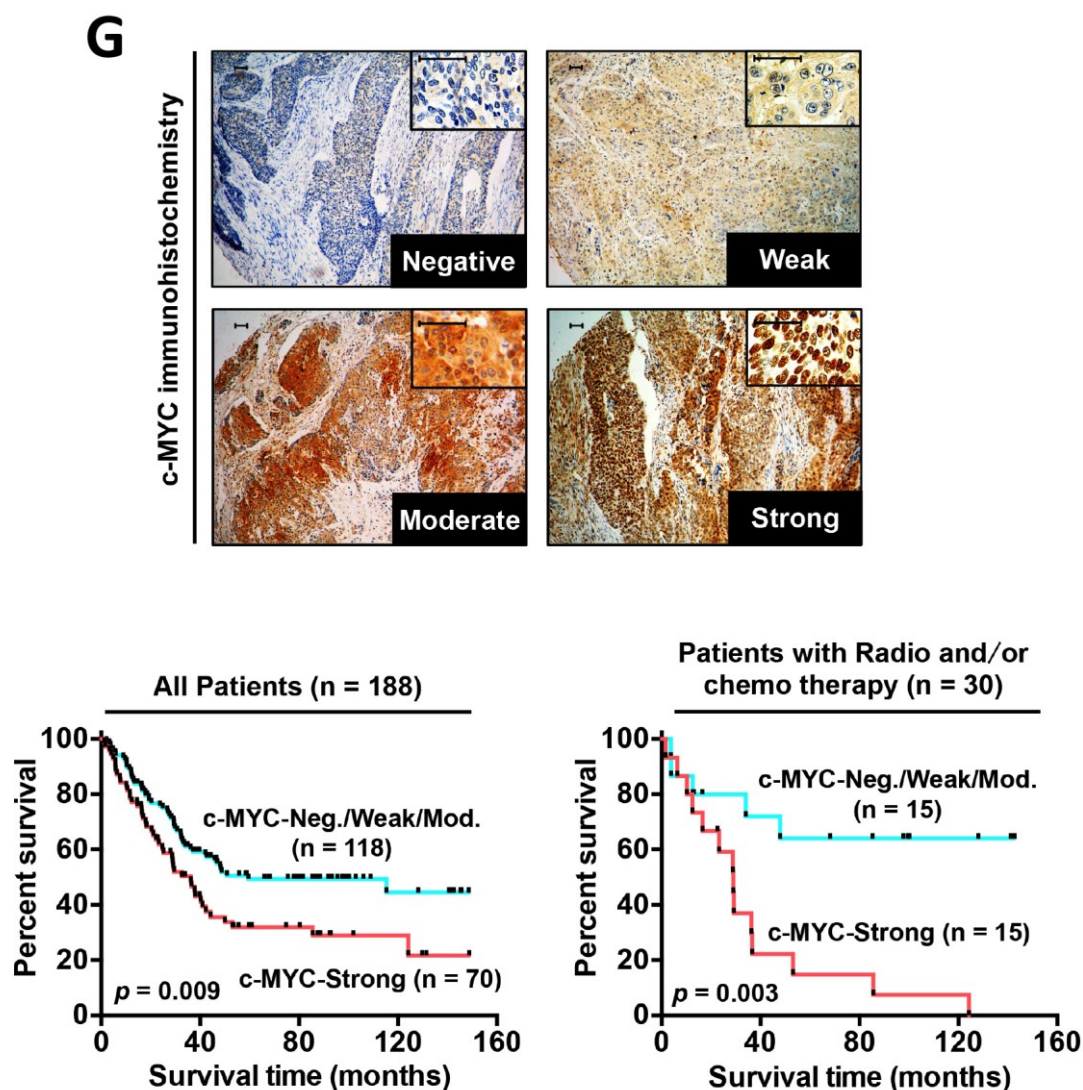 G
c-MYC immunohistochemistry
Negative
Weak
Moderate
Strong
All Patients (n = 188)
Percent survival
100
80
60
40
20
0
c-MYC-Neg./Weak/Mod.
(n = 118)
c-MYC-Strong (n = 70)
p = 0.009
0
40
80
120
160
Survival time (months)
Patients with Radio and/or
chemo therapy (n = 30)
Percent survival
100
80
60
40
20
0
c-MYC-Neg./Weak/Mod.
(n = 15)
c-MYC-Strong (n = 15)
p = 0.003
0
40
80
120
160
Survival time (months)